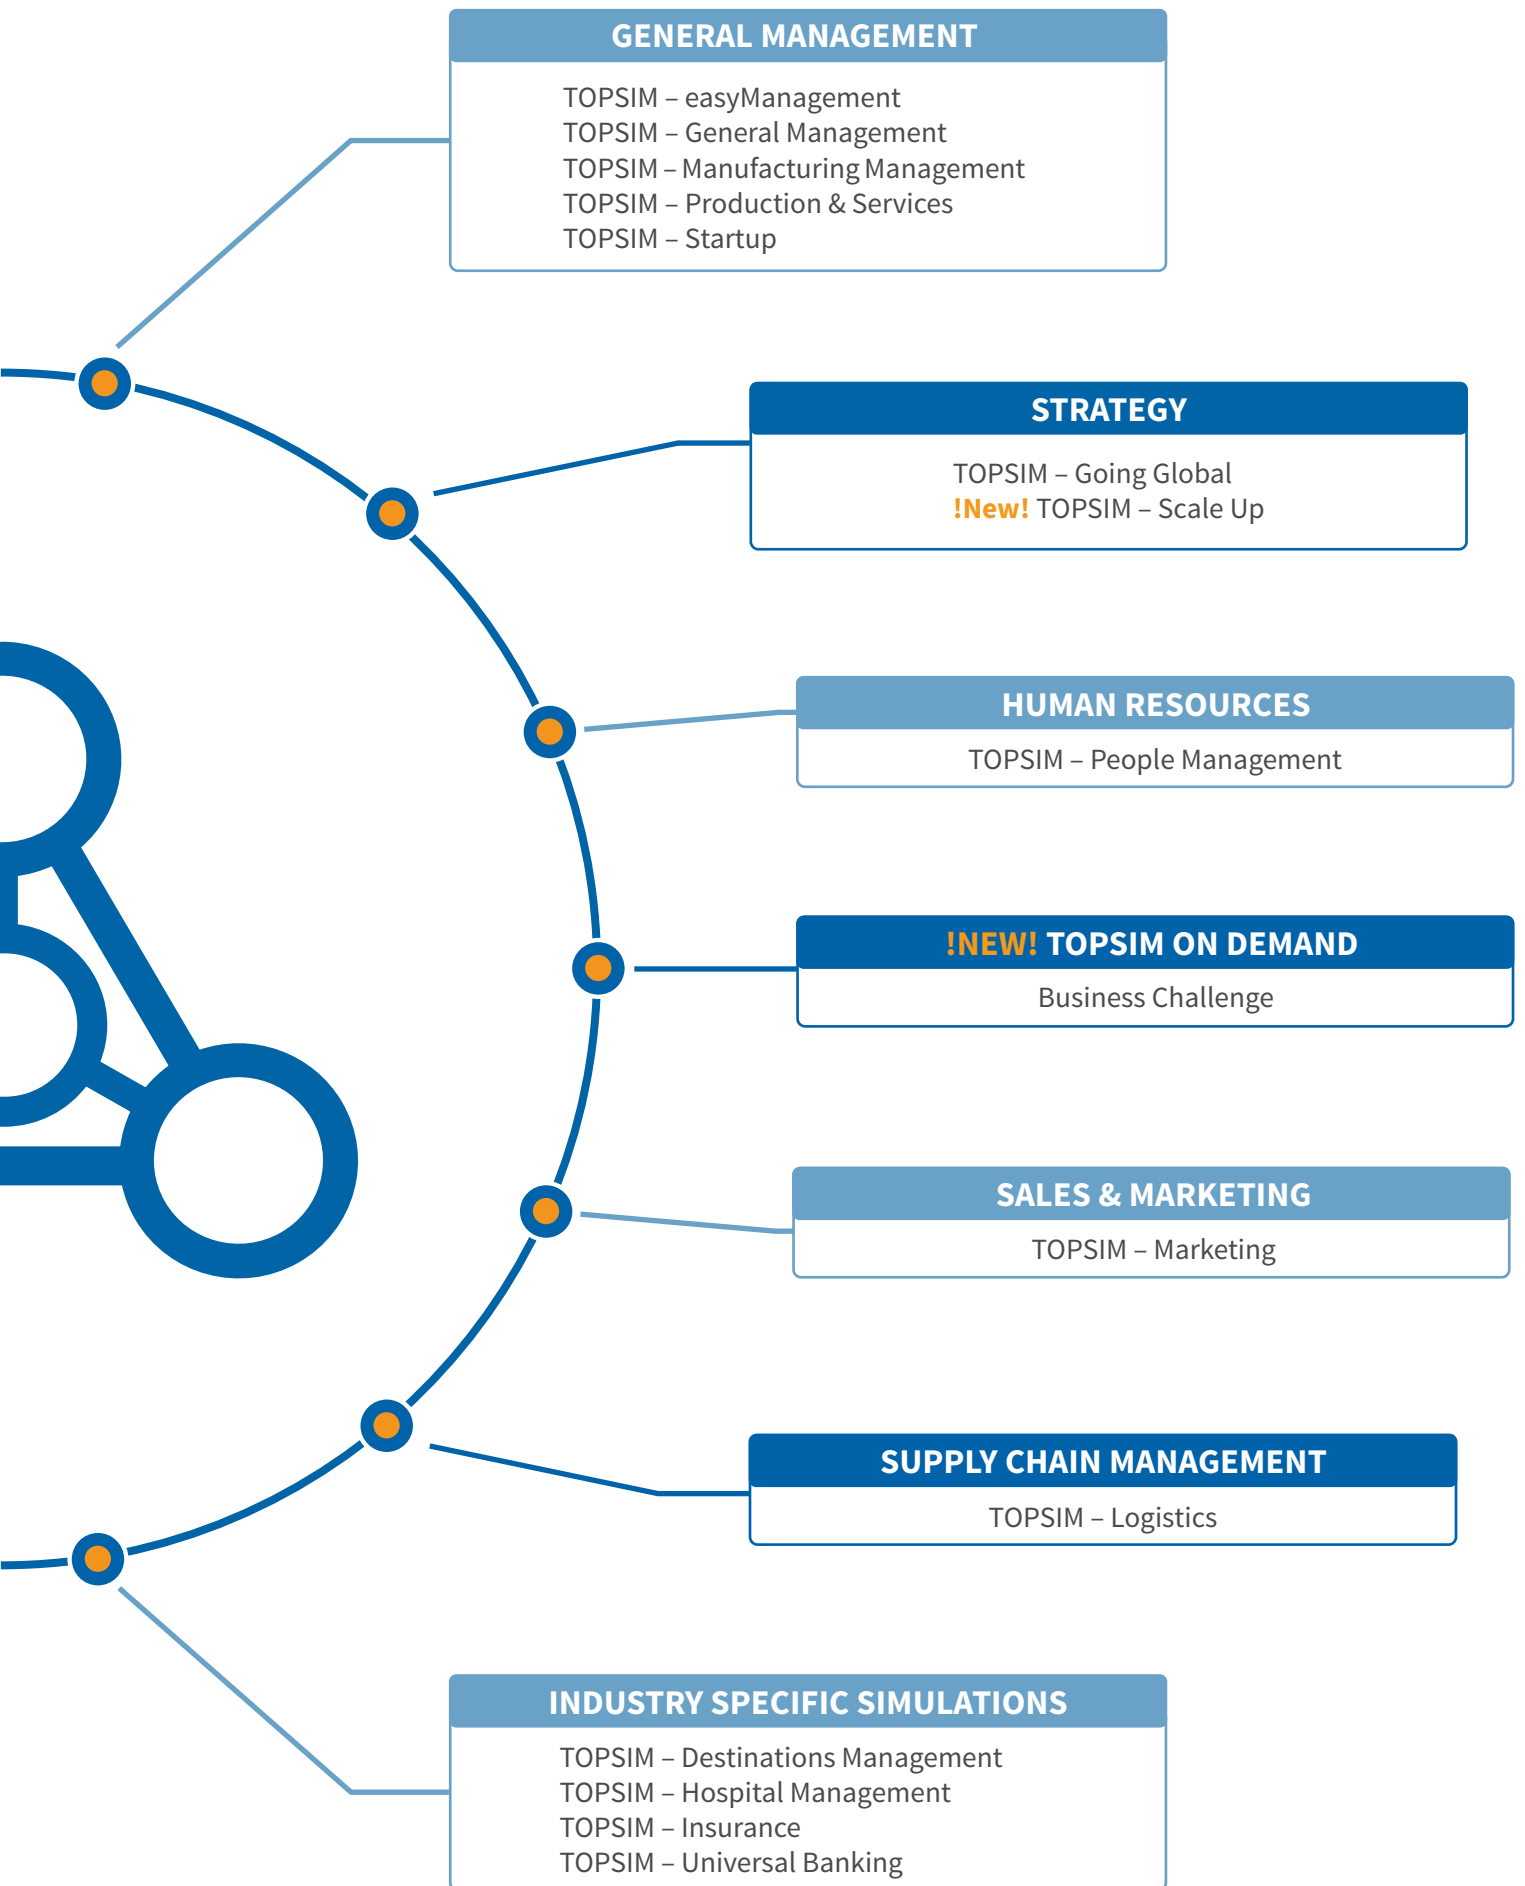 GENERAL MANAGEMENT
TOPSIM – easyManagement
TOPSIM – General Management
TOPSIM – Manufacturing Management
TOPSIM – Production & Services
TOPSIM – Startup
STRATEGY
TOPSIM – Going Global
!New! TOPSIM – Scale Up
HUMAN RESOURCES
TOPSIM – People Management
!NEW! TOPSIM ON DEMAND
Business Challenge
SALES & MARKETING
TOPSIM – Marketing
SUPPLY CHAIN MANAGEMENT
TOPSIM – Logistics
INDUSTRY SPECIFIC SIMULATIONS
TOPSIM – Destinations Management
TOPSIM – Hospital Management
TOPSIM – Insurance
TOPSIM – Universal Banking